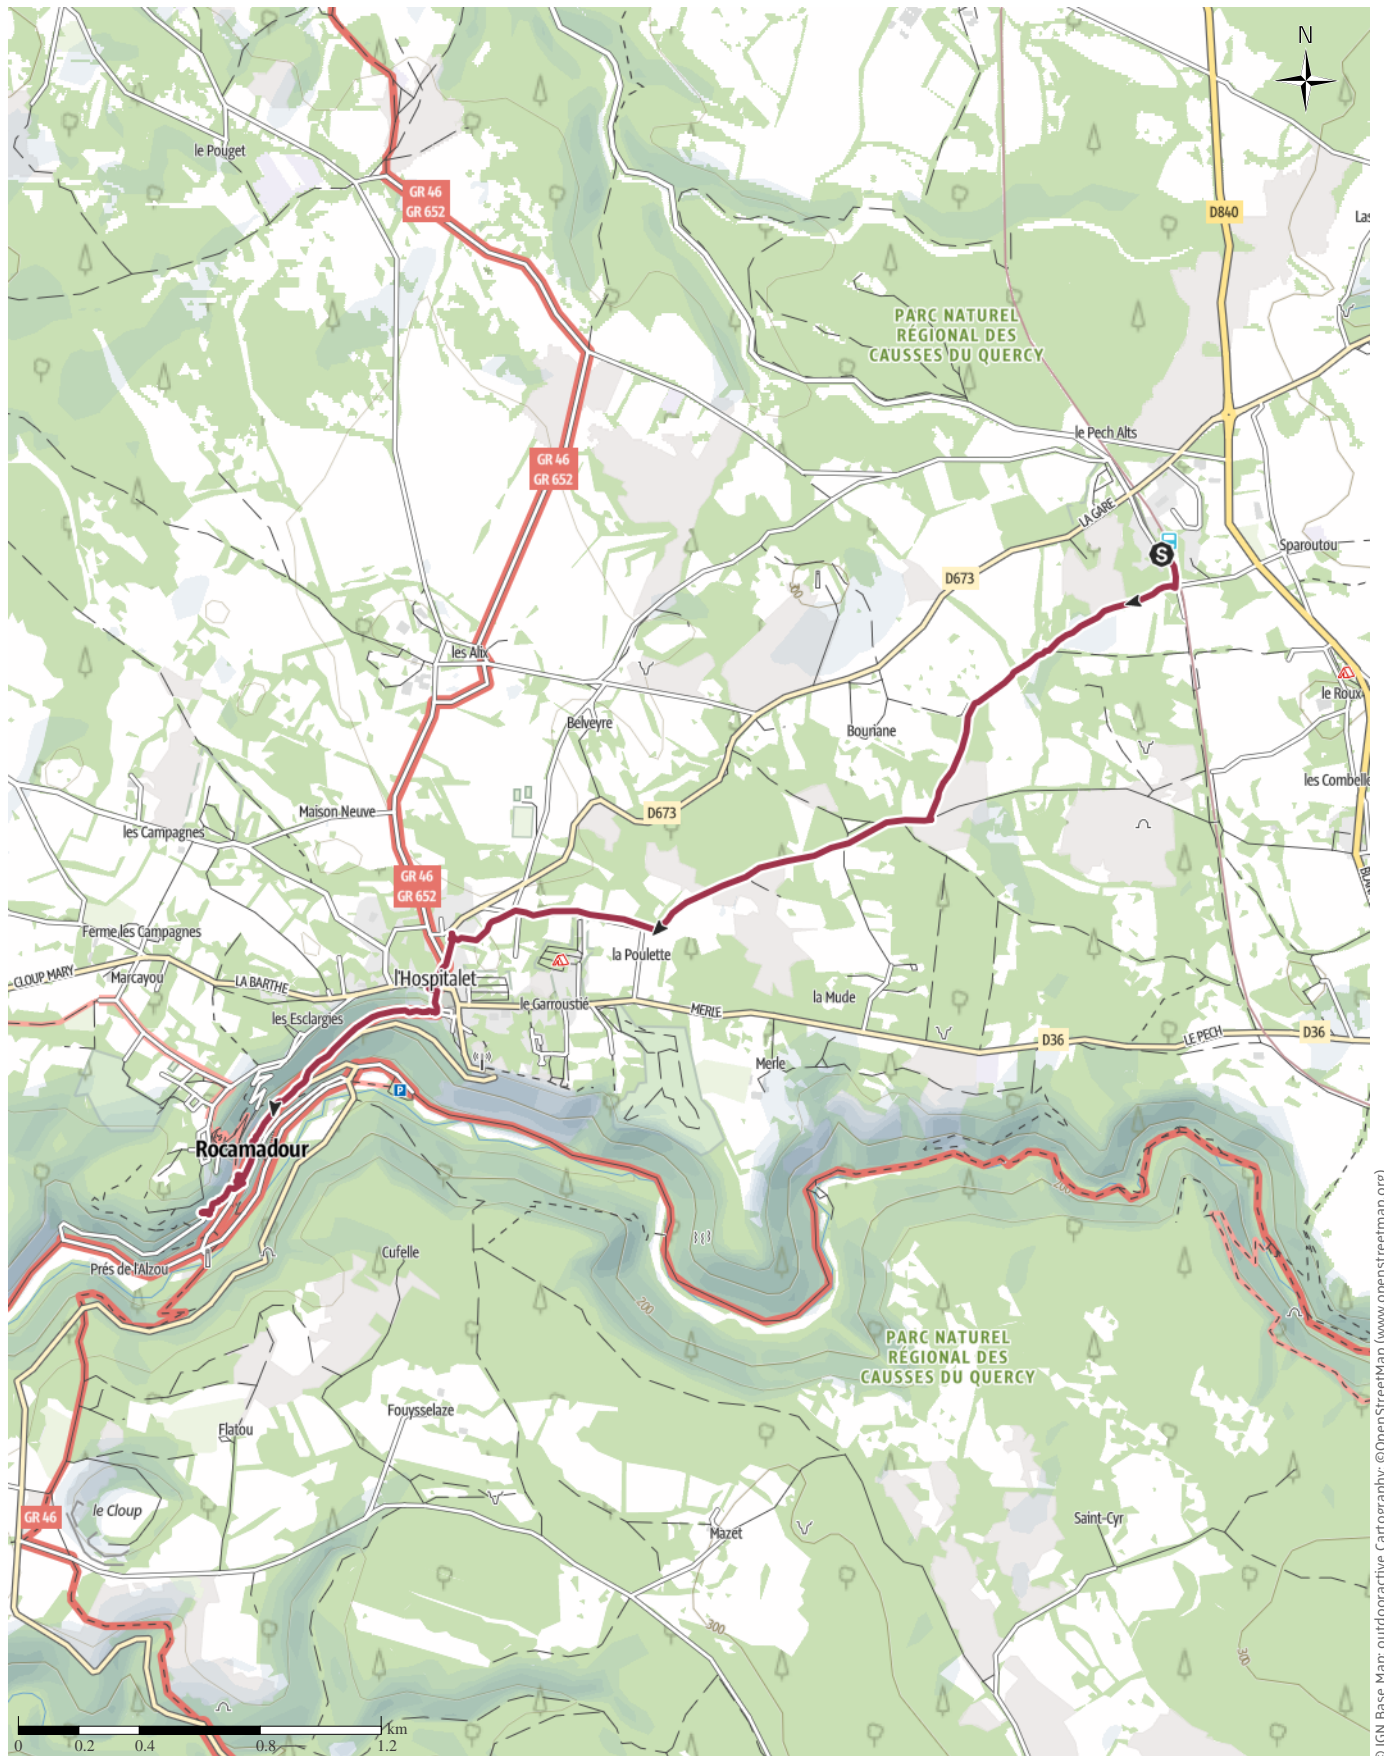 N
le Pouget
GR 46
GR 652
D840
PARC NATUREL
RÉGIONAL DES
CAUSSES DU QUERCY
le Pech Alts
GR 46
GR 652
LA GARE
S
Sparoutou
D673
30
les Alix
le Roux
Belveyre
Bouriane
les Combelle
Maison Neuve
D673
les Campagnes
GR 46
GR 652
Ferme les Campagnes
la Poulette
CLOUP MARY
Marcayou
LA BARTHE
l'Hospitalet
la Mude
le Garroustié
les Esclargies
MERLE
D36
LE PECH
D36
Merle
P
Rocamadour
200
Cufelle
Prés de l'Alzou
200
PARC NATUREL
RÉGIONAL DES
CAUSSES DU QUERCY
Fouysselaze
Flatou
le Cloup
GR 46
Saint-Cyr
Mazet
300
300
km
0 0.2 0.4 0.8 1.2
IGN Base Map: outdooractive Cartography; ©OpenStreetMap (www.openstreetmap.org)